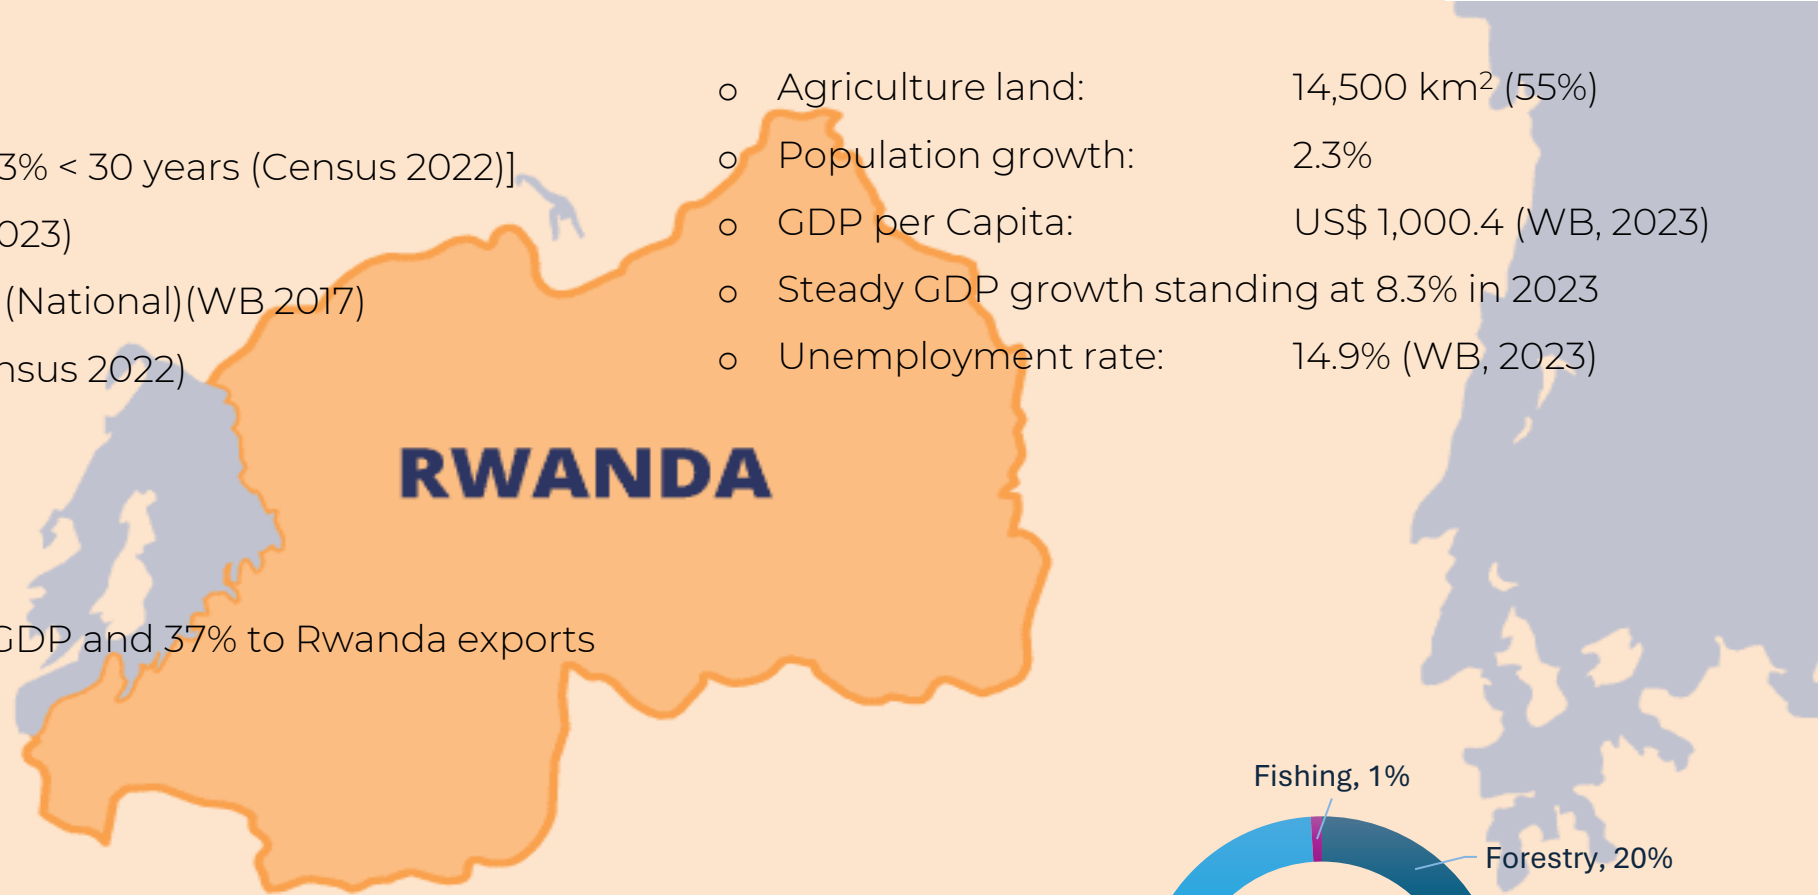 3% < 30 years (Census 2022)]
023)
(National)(WB 2017)
nsus 2022)
GDP and 37% to Rwanda exports
o Agriculture land: 14,500 km² (55%)
o Population growth: 2.3%
o GDP per Capita: US$ 1,000.4 (WB, 2023)
o Steady GDP growth standing at 8.3% in 2023
o Unemployment rate: 14.9% (WB, 2023)
RWANDA
Fishing, 1%
Forestry, 20%